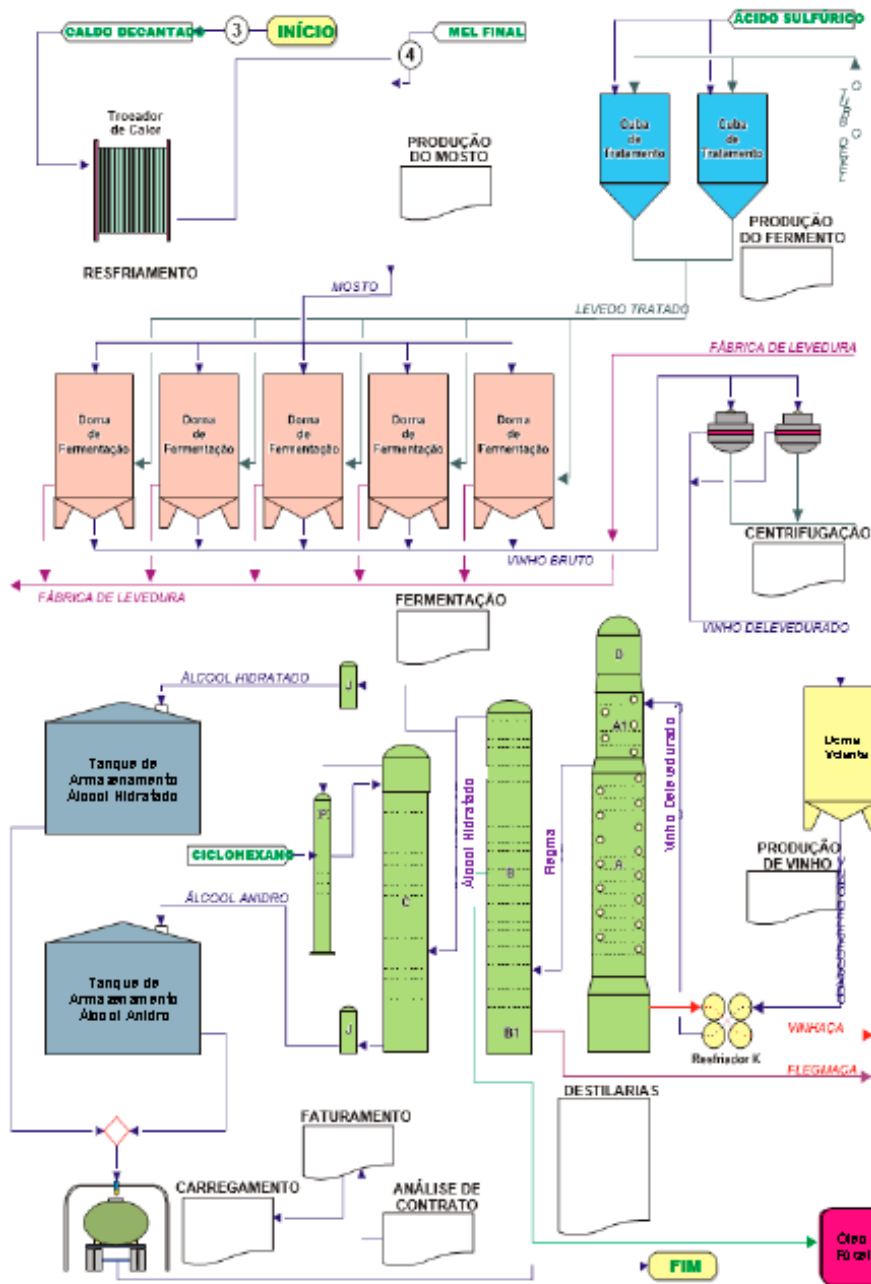 CALDO DECANTADO
3
INÍCIO
4
MEL FINAL
ÁCIDO SULFÚRICO
Trocador
de Calor
PRODUÇÃO
DO MOSTO
Cuba
de
Tratamento
Cuba
de
Tratamento
PRODUÇÃO
DO FERMENTO
RESFRIAMENTO
MOSTO
LEVEDO TRATADO
FÁBRICA DE LEVEDURA
Dorna
de
Fermentação
Dorna
de
Fermentação
Dorna
de
Fermentação
Dorna
de
Fermentação
Dorna
de
Fermentação
CENTRIFUGAÇÃO
VINHO BRUTO
FÁBRICA DE LEVEDURA
FERMENTAÇÃO
VINHO DELEVEDURADO
ÁLCOOL HIDRATADO
J
D
A1
Tanque de
Armazenamento
Álcool Hidratado
P
Álcool Hidratado
Flegma
Vinho Delevedurado
Dorna
Volante
CICLOHEXANO
B
A
PRODUÇÃO
DE VINHO
ÁLCOOL ANIDRO
C
Tanque de
Armazenamento
Álcool Anidro
J
B1
Resfriador K
VINHAÇA
FLEGMAÇA
DESTILARIAS
FATURAMENTO
CARREGAMENTO
ANÁLISE DE
CONTRATO
FIM
Óleo
Fúsel